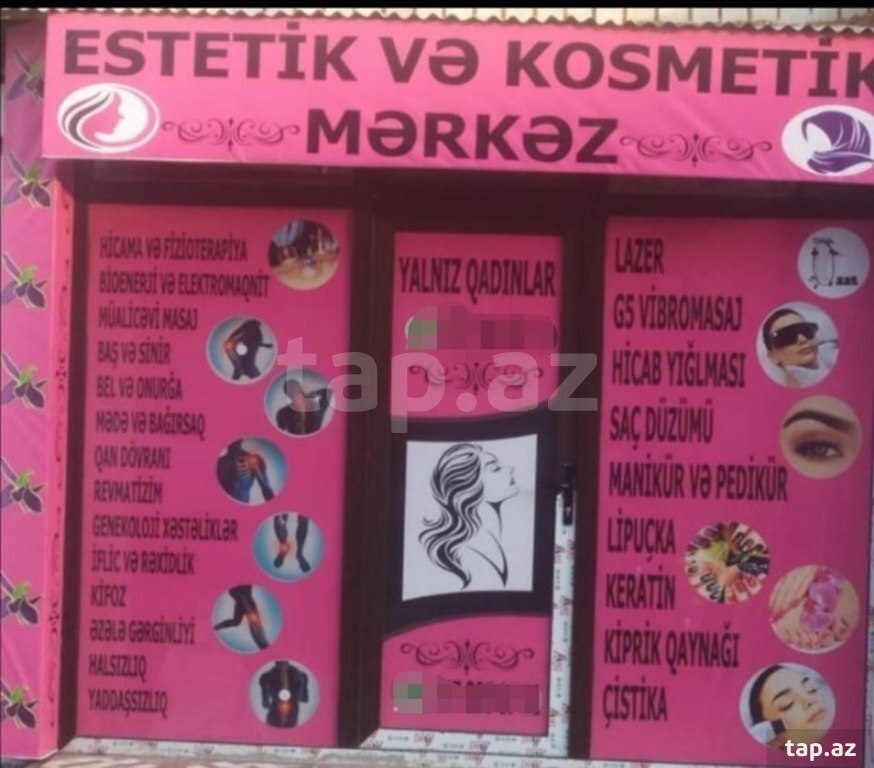 ESTETİK VƏ KOSMETİK
MƏRKƏZ
HİCAMA VƏ FİZİOTERAPİYA
BİOENERJİ VƏ ELEKTROMAQNİT
MÜALİCƏVİ MASAJ
BAŞ VƏ SİNİR
BEL VƏ ONURĞA
MƏDƏ VƏ BAĞIRSAQ
QAN DÖVRANI
REVMATİZİM
GENEKOLOJİ XƏSTƏLİKLƏR
İFLİC VƏ RƏXİDLİK
KİFOZ
ƏZƏLƏ GƏRGİNLİYİ
HALSIZLIQ
YADDAŞSIZLIQ
YALNIZ QADINLAR
LAZER
G5 VİBROMASAJ
HİCAB YIĞLMASI
SAÇ DÜZÜMÜ
MANİKÜR VƏ PEDİKÜR
LİPUÇKA
KERATİN
KİPRİK QAYNAĞI
ÇİSTİKA
tap.az
tap.az